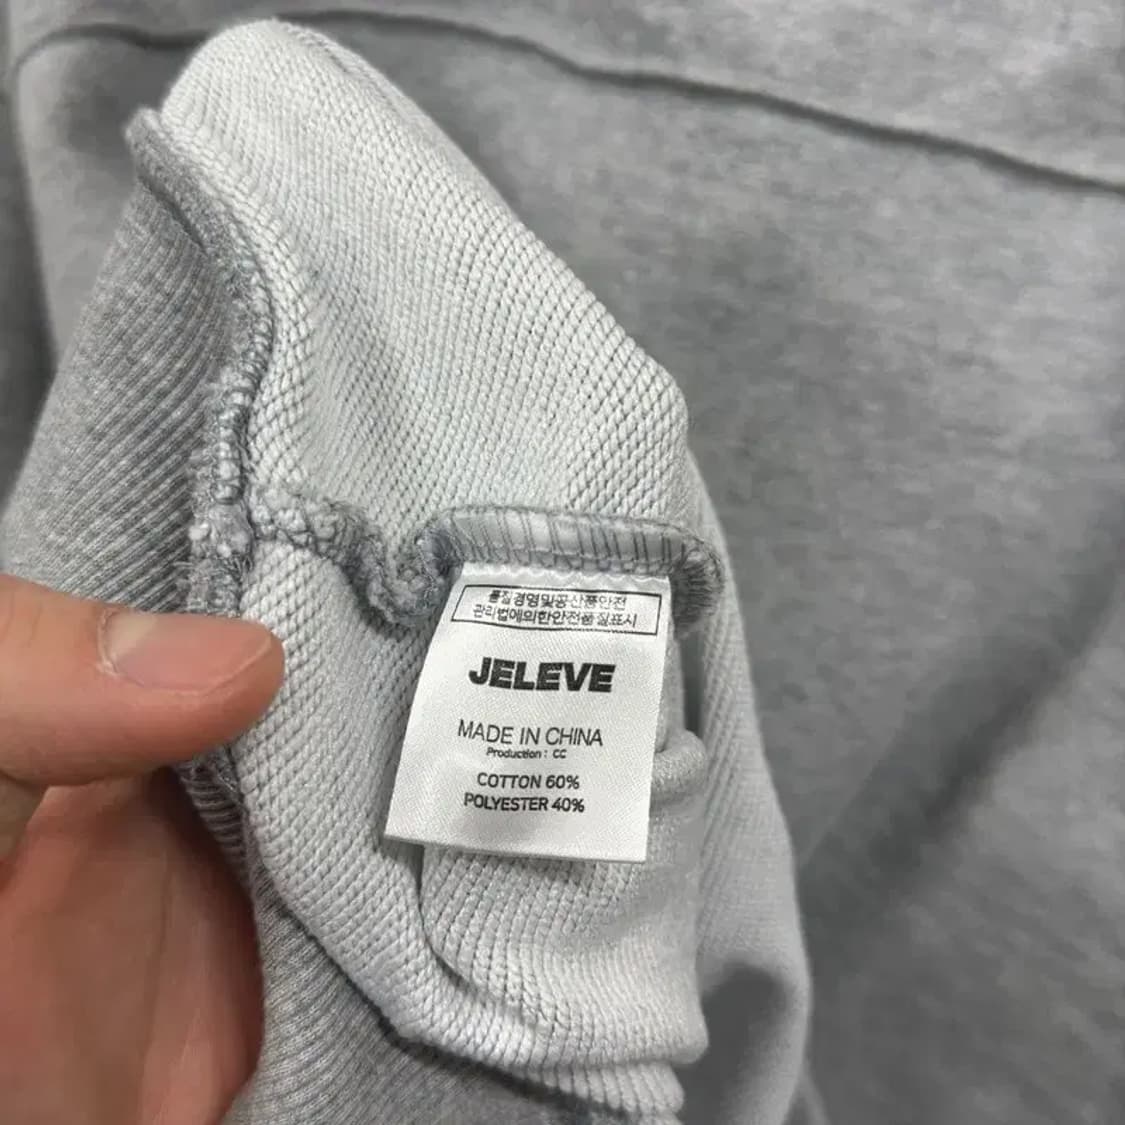 품질경영및공산품안전
관리법에의한안전품질표시
JELEVE
MADE IN CHINA
Production : CC
COTTON 60%
POLYESTER 40%